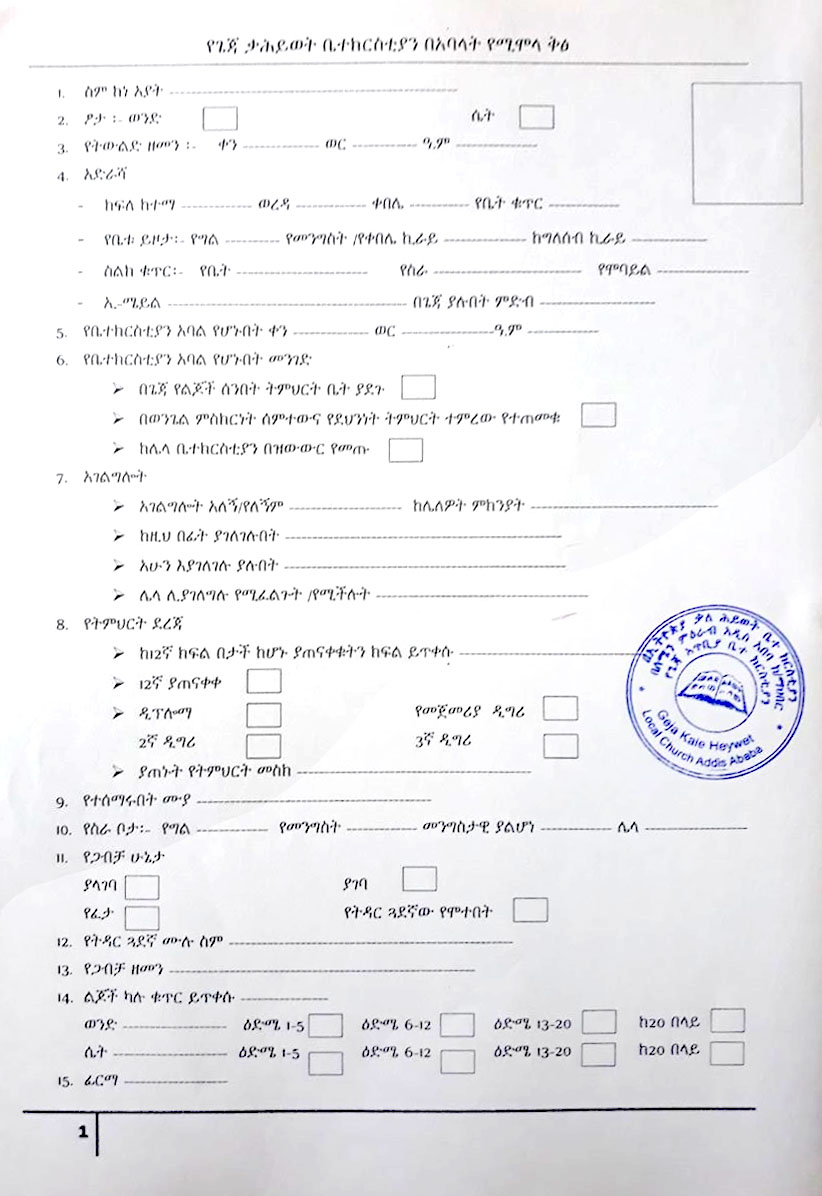 የጌጃ ቃሕይወት ቤተክርስቲያን በአባላት የሚሞላ ቅፅ
1. ስም ከነ አያት
2. ፆታ ፡- ወንድ ሴት
3. የትውልድ ዘመን ፡- ቀን ወር ዓ.ም
4. አድራሻ
- ክፍለ ከተማ ወረዳ ቀበሌ የቤት ቁጥር
- የቤቱ ይዞታ፡- የግል የመንግስት /የቀበሌ ኪራይ ከግለሰብ ኪራይ
- ስልክ ቁጥር፡- የቤት የስራ የሞባይል
- ኢ.-ሜይል በጌጃ ያሉበት ምድብ
5. የቤተክርስቲያን አባል የሆኑበት ቀን ወር ዓ.ም
6. የቤተክርስቲያን አባል የሆኑበት መንገድ
➢ በጌጃ የልጆች ሰንበት ትምህርት ቤት ያደጉ
➢ በወንጌል ምስክርነት ሰምተውና የደህንነት ትምህርት ተምረው የተጠመቁ
➢ ከሌላ ቤተክርስቲያን በዝውውር የመጡ
7. አገልግሎት
➢ አገልግሎት አለኝ/የለኝም ከሌለዎት ምክንያት
➢ ከዚህ በፊት ያገለገሉበት
➢ አሁን እያገለገሉ ያሉበት
➢ ሌላ ሊያገለግሉ የሚፈልጉት /የሚችሉት
8. የትምህርት ደረጃ
➢ ከ12ኛ ክፍል በታች ከሆኑ ያጠናቀቁትን ክፍል ይጥቀሱ
➢ 12ኛ ያጠናቀቀ
➢ ዲፕሎማ የመጀመሪያ ዲግሪ
2ኛ ዲግሪ 3ኛ ዲግሪ
➢ ያጠኑት የትምህርት መስክ
በኢትዮጵያ ቃለ ሕይወት ቤተ ክርስቲያን
በሰሜን ምዕራብ አዲስ አበባ ክ/ማኅበር
የጌጃ አጥቢያ ቤተ ክርስቲያን
Geja Kale Heywet
Local Church Addis Ababa
9. የተሰማሩበት ሙያ
10. የስራ ቦታ፡- የግል የመንግስት መንግስታዊ ያልሆነ ሌላ
11. የጋብቻ ሁኔታ
ያላገባ ያገባ
የፈታ የትዳር ጓደኛው የሞተበት
12. የትዳር ጓደኛ ሙሉ ስም
13. የጋብቻ ዘመን
14. ልጆች ካሉ ቁጥር ይጥቀሱ
ወንድ ዕድሜ 1-5 ዕድሜ 6-12 ዕድሜ 13-20 ከ20 በላይ
ሴት ዕድሜ 1-5 ዕድሜ 6-12 ዕድሜ 13-20 ከ20 በላይ
15. ፊርማ
1